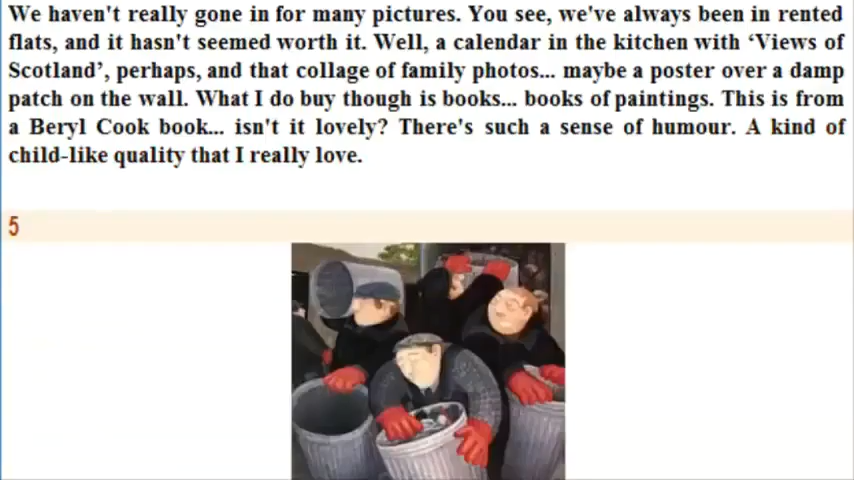 We haven't really gone in for many pictures. You see, we've always been in rented
flats, and it hasn't seemed worth it. Well, a calendar in the kitchen with ‘Views of
Scotland’, perhaps, and that collage of family photos... maybe a poster over a damp
patch on the wall. What I do buy though is books... books of paintings. This is from
a Beryl Cook book... isn't it lovely? There's such a sense of humour. A kind of
child-like quality that I really love.
5